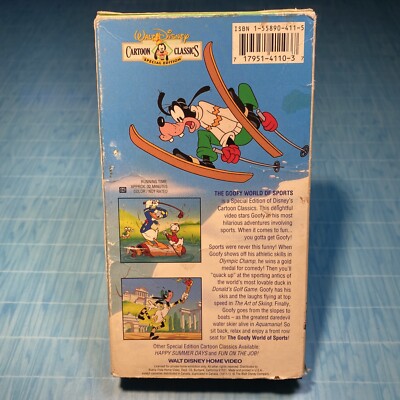 WALT DISNEY
CARTOON CLASSICS
SPECIAL EDITION
ISBN 1-55890-411-5
7 17951-4110-3 7
RUNNING TIME:
APPROX. 30 MINUTES
COLOR / NOT RATED
THE GOOFY WORLD OF SPORTS
is a Special Edition of Disney's
Cartoon Classics. This delightful
video stars Goofy in his most
hilarious adventures involving
sports. When it comes to fun...
you gotta get Goofy!
Sports were never this funny! When
Goofy shows off his athletic skills in
Olympic Champ, he wins a gold
medal for comedy! Then you'll
"quack up" at the sporting antics of
the world's most lovable duck in
Donald's Golf Game. Goofy has his
skis and the laughs flying at top
speed in The Art of Skiing. Finally,
Goofy goes from the slopes to
boats – as the greatest daredevil
water skier alive in Aquamania! So
sit back, relax and enjoy a front row
seat for The Goofy World of Sports!
Other Special Edition Cartoon Classics Available:
HAPPY SUMMER DAYS and FUN ON THE JOB!
WALT DISNEY HOME VIDEO